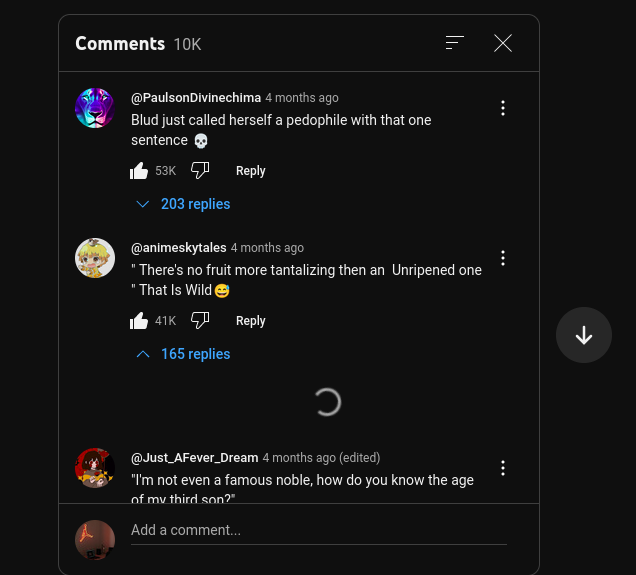 Comments 10K
@PaulsonDivinechima 4 months ago
Blud just called herself a pedophile with that one
sentence 💀
53K Reply
203 replies
@animeskytales 4 months ago
" There's no fruit more tantalizing then an  Unripened one
" That Is Wild😅
41K Reply
165 replies
@Just_AFever_Dream 4 months ago (edited)
"I'm not even a famous noble, how do you know the age
of my third son?"
Add a comment...